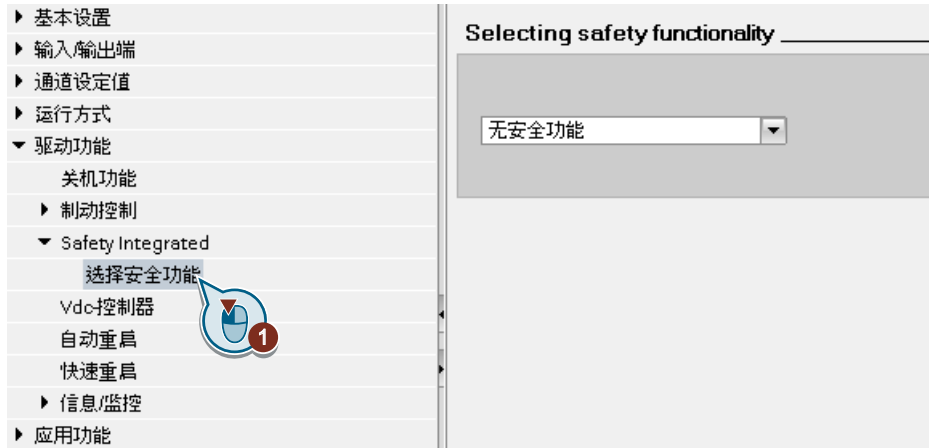 基本设置
输入/输出端
通道设定值
运行方式
驱动功能
关机功能
制动控制
Safety Integrated
选择安全功能
Vdc-控制器
自动重启
快速重启
信息/监控
应用功能
Selecting safety functionality
无安全功能
1